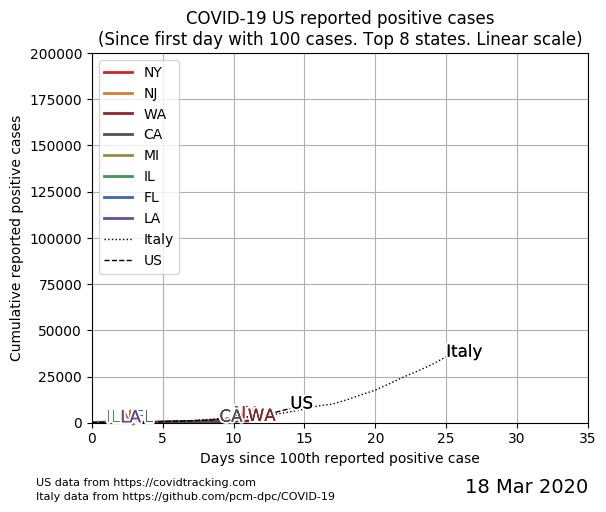 COVID-19 US reported positive cases
(Since first day with 100 cases. Top 8 states. Linear scale)
Cumulative reported positive cases
200000
175000
150000
125000
100000
75000
50000
25000
0
NY
NJ
WA
CA
MI
IL
FL
LA
Italy
US
Italy
US
CA
WA
LA
0 5 10 15 20 25 30 35
Days since 100th reported positive case
US data from https://covidtracking.com
Italy data from https://github.com/pcm-dpc/COVID-19
18 Mar 2020